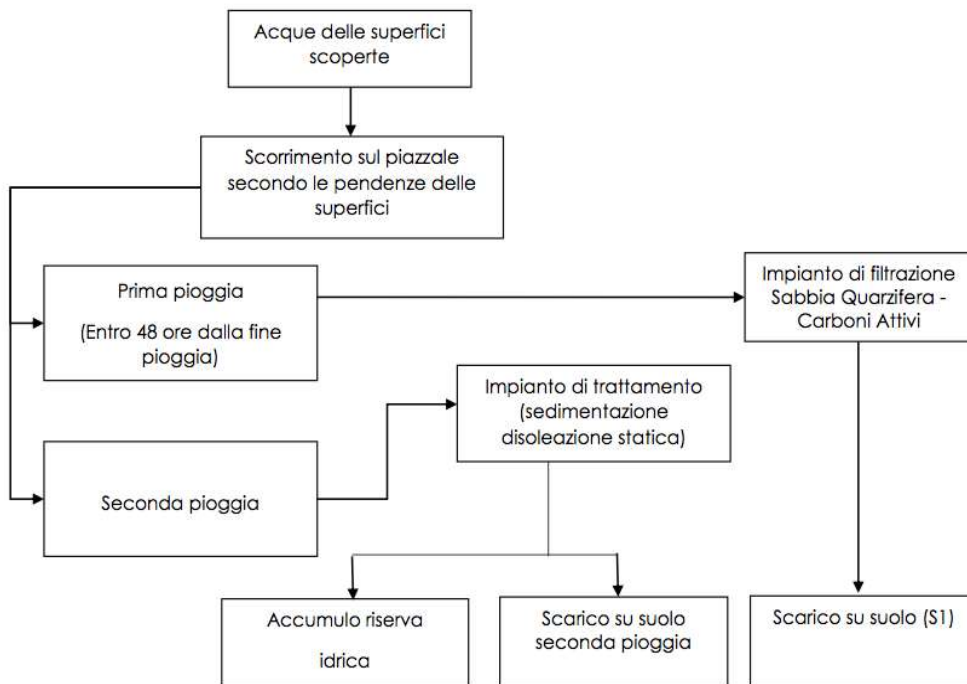 Acque delle superfici
scoperte
Scorrimento sul piazzale
secondo le pendenze delle
superfici
Prima pioggia
(Entro 48 ore dalla fine
pioggia)
Impianto di filtrazione
Sabbia Quarzifera -
Carboni Attivi
Impianto di trattamento
(sedimentazione
disoleazione statica)
Seconda pioggia
Accumulo riserva
idrica
Scarico su suolo
seconda pioggia
Scarico su suolo (S1)